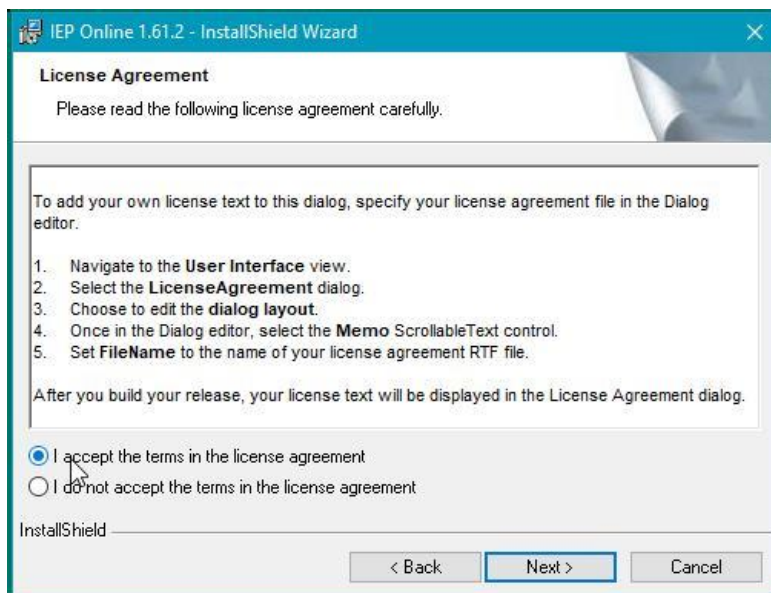 IEP Online 1.61.2 - InstallShield Wizard
License Agreement
Please read the following license agreement carefully.
To add your own license text to this dialog, specify your license agreement file in the Dialog
editor.
1. Navigate to the User Interface view.
2. Select the LicenseAgreement dialog.
3. Choose to edit the dialog layout.
4. Once in the Dialog editor, select the Memo ScrollableText control.
5. Set FileName to the name of your license agreement RTF file.
After you build your release, your license text will be displayed in the License Agreement dialog.
I accept the terms in the license agreement
I do not accept the terms in the license agreement
InstallShield
< Back Next > Cancel